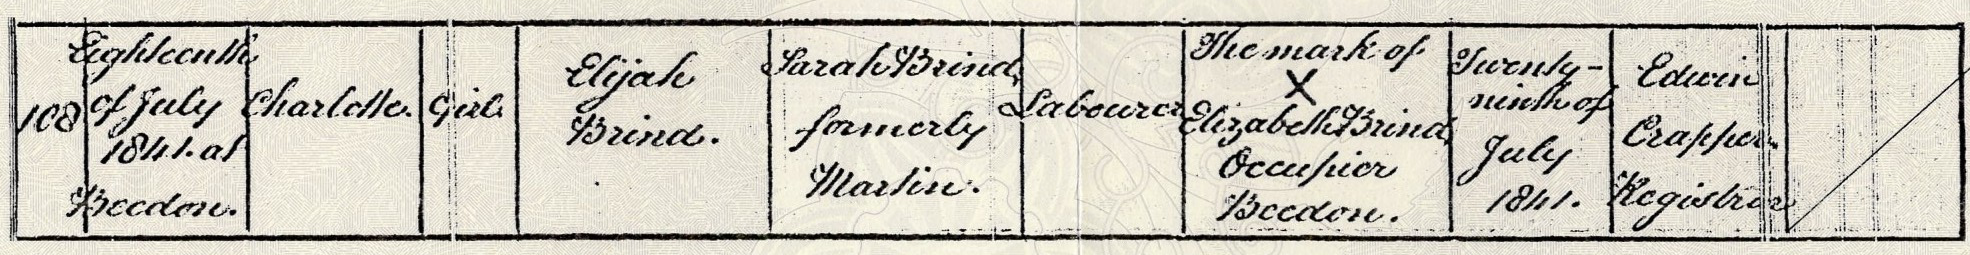 108
Eighteenth
of July
1841. at
Beedon.
Charlotte.
Girl.
Elijah
Brind.
Sarah Brind,
formerly
Martin.
Labourer
The mark of
X
Elizabeth Brind,
Occupier
Beedon.
Twenty-
ninth of
July
1841.
Edwin
Crapper.
Registrar